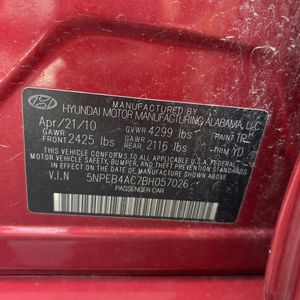 MANUFACTURED BY
HYUNDAI MOTOR MANUFACTURING ALABAMA, LLC
Apr/21/10 GVWR 4299 lbs PAINT TR
GAWR FRONT 2425 lbs GAWR REAR 2116 lbs TRIM YD
THIS VEHICLE CONFORMS TO ALL APPLICABLE U.S.A FEDERAL
MOTOR VEHICLE SAFETY, BUMPER, AND THEFT PREVENTION
STANDARDS IN EFFECT ON THE DATE OF MANUFACTURE SHOWN ABOVE.
V.I.N 5NPEB4AC7BH057026
PASSENGER CAR